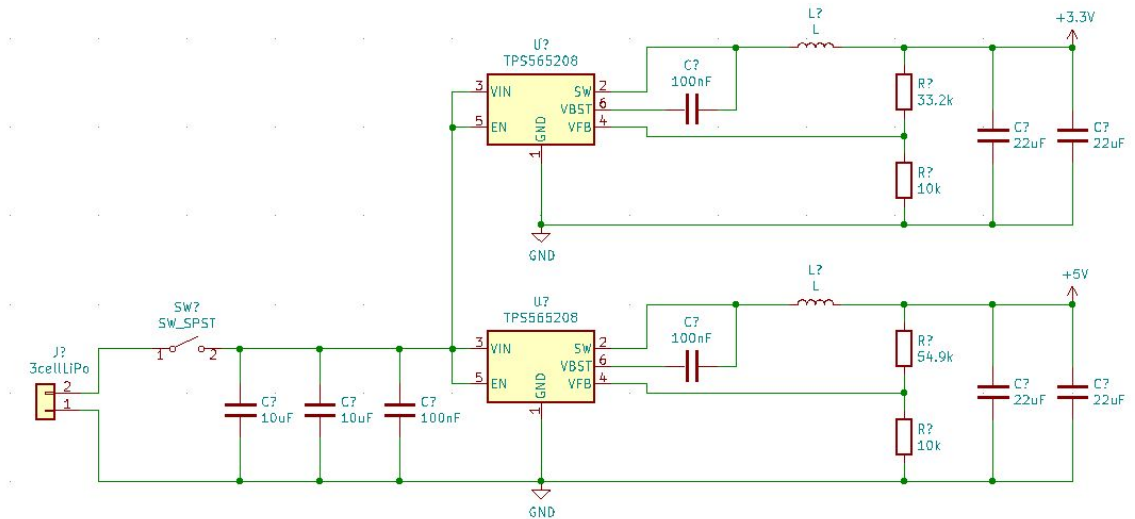 L?
L
+3.3V
U?
TPS565208
C?
100nF
3 VIN SW 2
VBST 6
5 EN VFB 4
GND
1
R?
33.2k
C?
22uF
C?
22uF
R?
10k
GND
L?
L
+5V
U?
TPS565208
C?
100nF
3 VIN SW 2
VBST 6
5 EN VFB 4
GND
1
R?
54.9k
C?
22uF
C?
22uF
R?
10k
GND
SW?
SW_SPST
1 2
J?
3cellLiPo
2
1
C?
10uF
C?
10uF
C?
100nF